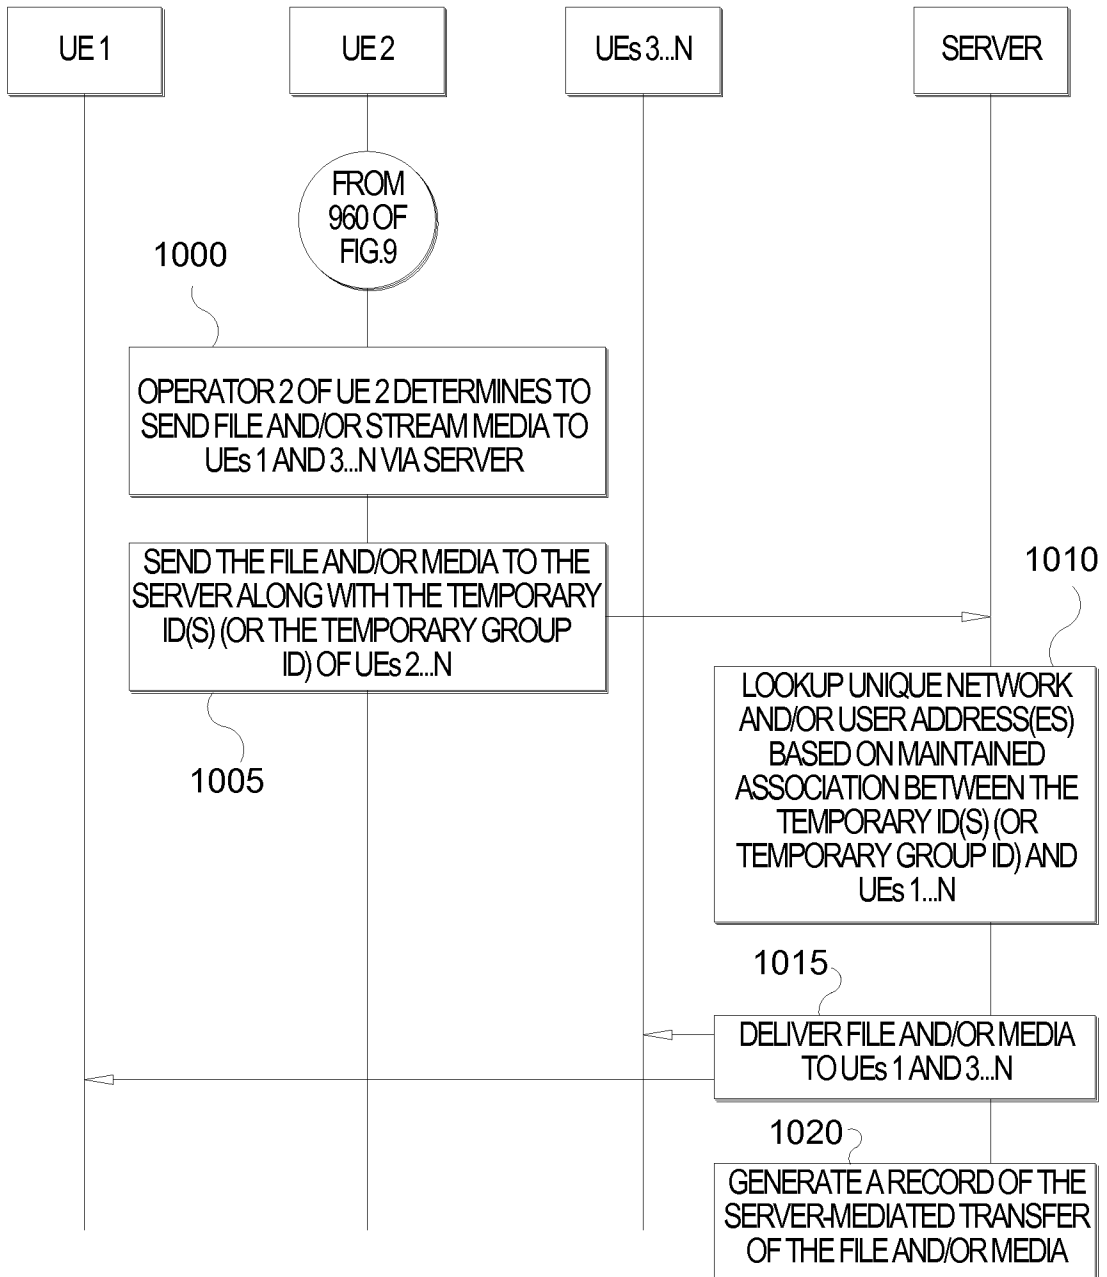 UE 1
UE 2
UEs 3...N
SERVER
FROM
960 OF
FIG.9
1000
OPERATOR 2 OF UE 2 DETERMINES TO
SEND FILE AND/OR STREAM MEDIA TO
UEs 1 AND 3...N VIA SERVER
SEND THE FILE AND/OR MEDIA TO THE
SERVER ALONG WITH THE TEMPORARY
ID(S) (OR THE TEMPORARY GROUP
ID) OF UEs 2...N
1005
1010
LOOKUP UNIQUE NETWORK
AND/OR USER ADDRESS(ES)
BASED ON MAINTAINED
ASSOCIATION BETWEEN THE
TEMPORARY ID(S) (OR
TEMPORARY GROUP ID) AND
UEs 1...N
1015
DELIVER FILE AND/OR MEDIA
TO UEs 1 AND 3...N
1020
GENERATE A RECORD OF THE
SERVER-MEDIATED TRANSFER
OF THE FILE AND/OR MEDIA